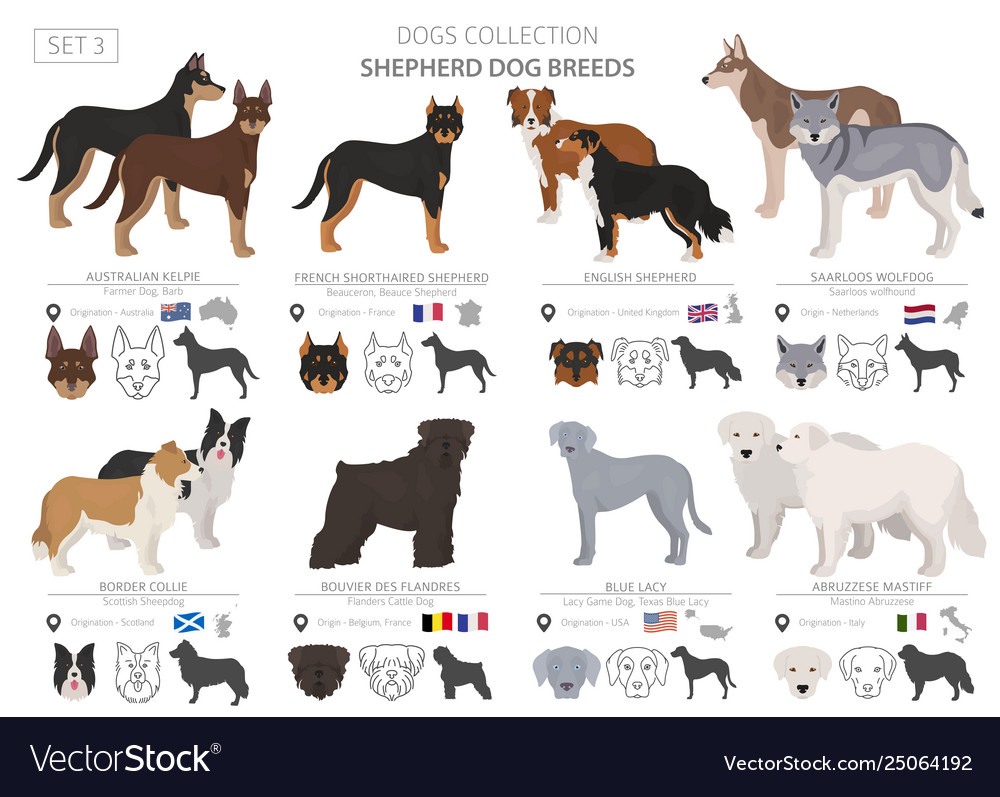 SET 3
DOGS COLLECTION
SHEPHERD DOG BREEDS
AUSTRALIAN KELPIE
Farmer Dog, Barb
Origination - Australia
FRENCH SHORTHAIRED SHEPHERD
Beauceron, Beauce Shepherd
Origination - France
ENGLISH SHEPHERD
Origination - United Kingdom
SAARLOOS WOLFDOG
Saarloos wolfhound
Origin - Netherlands
BORDER COLLIE
Scottish Sheepdog
Origination - Scotland
BOUVIER DES FLANDRES
Flanders Cattle Dog
Origin - Belgium, France
BLUE LACY
Lacy Game Dog, Texas Blue Lacy
Origination - USA
ABRUZZESE MASTIFF
Mastino Abruzzese
Origination - Italy
VectorStock®
VectorStock.com/25064192